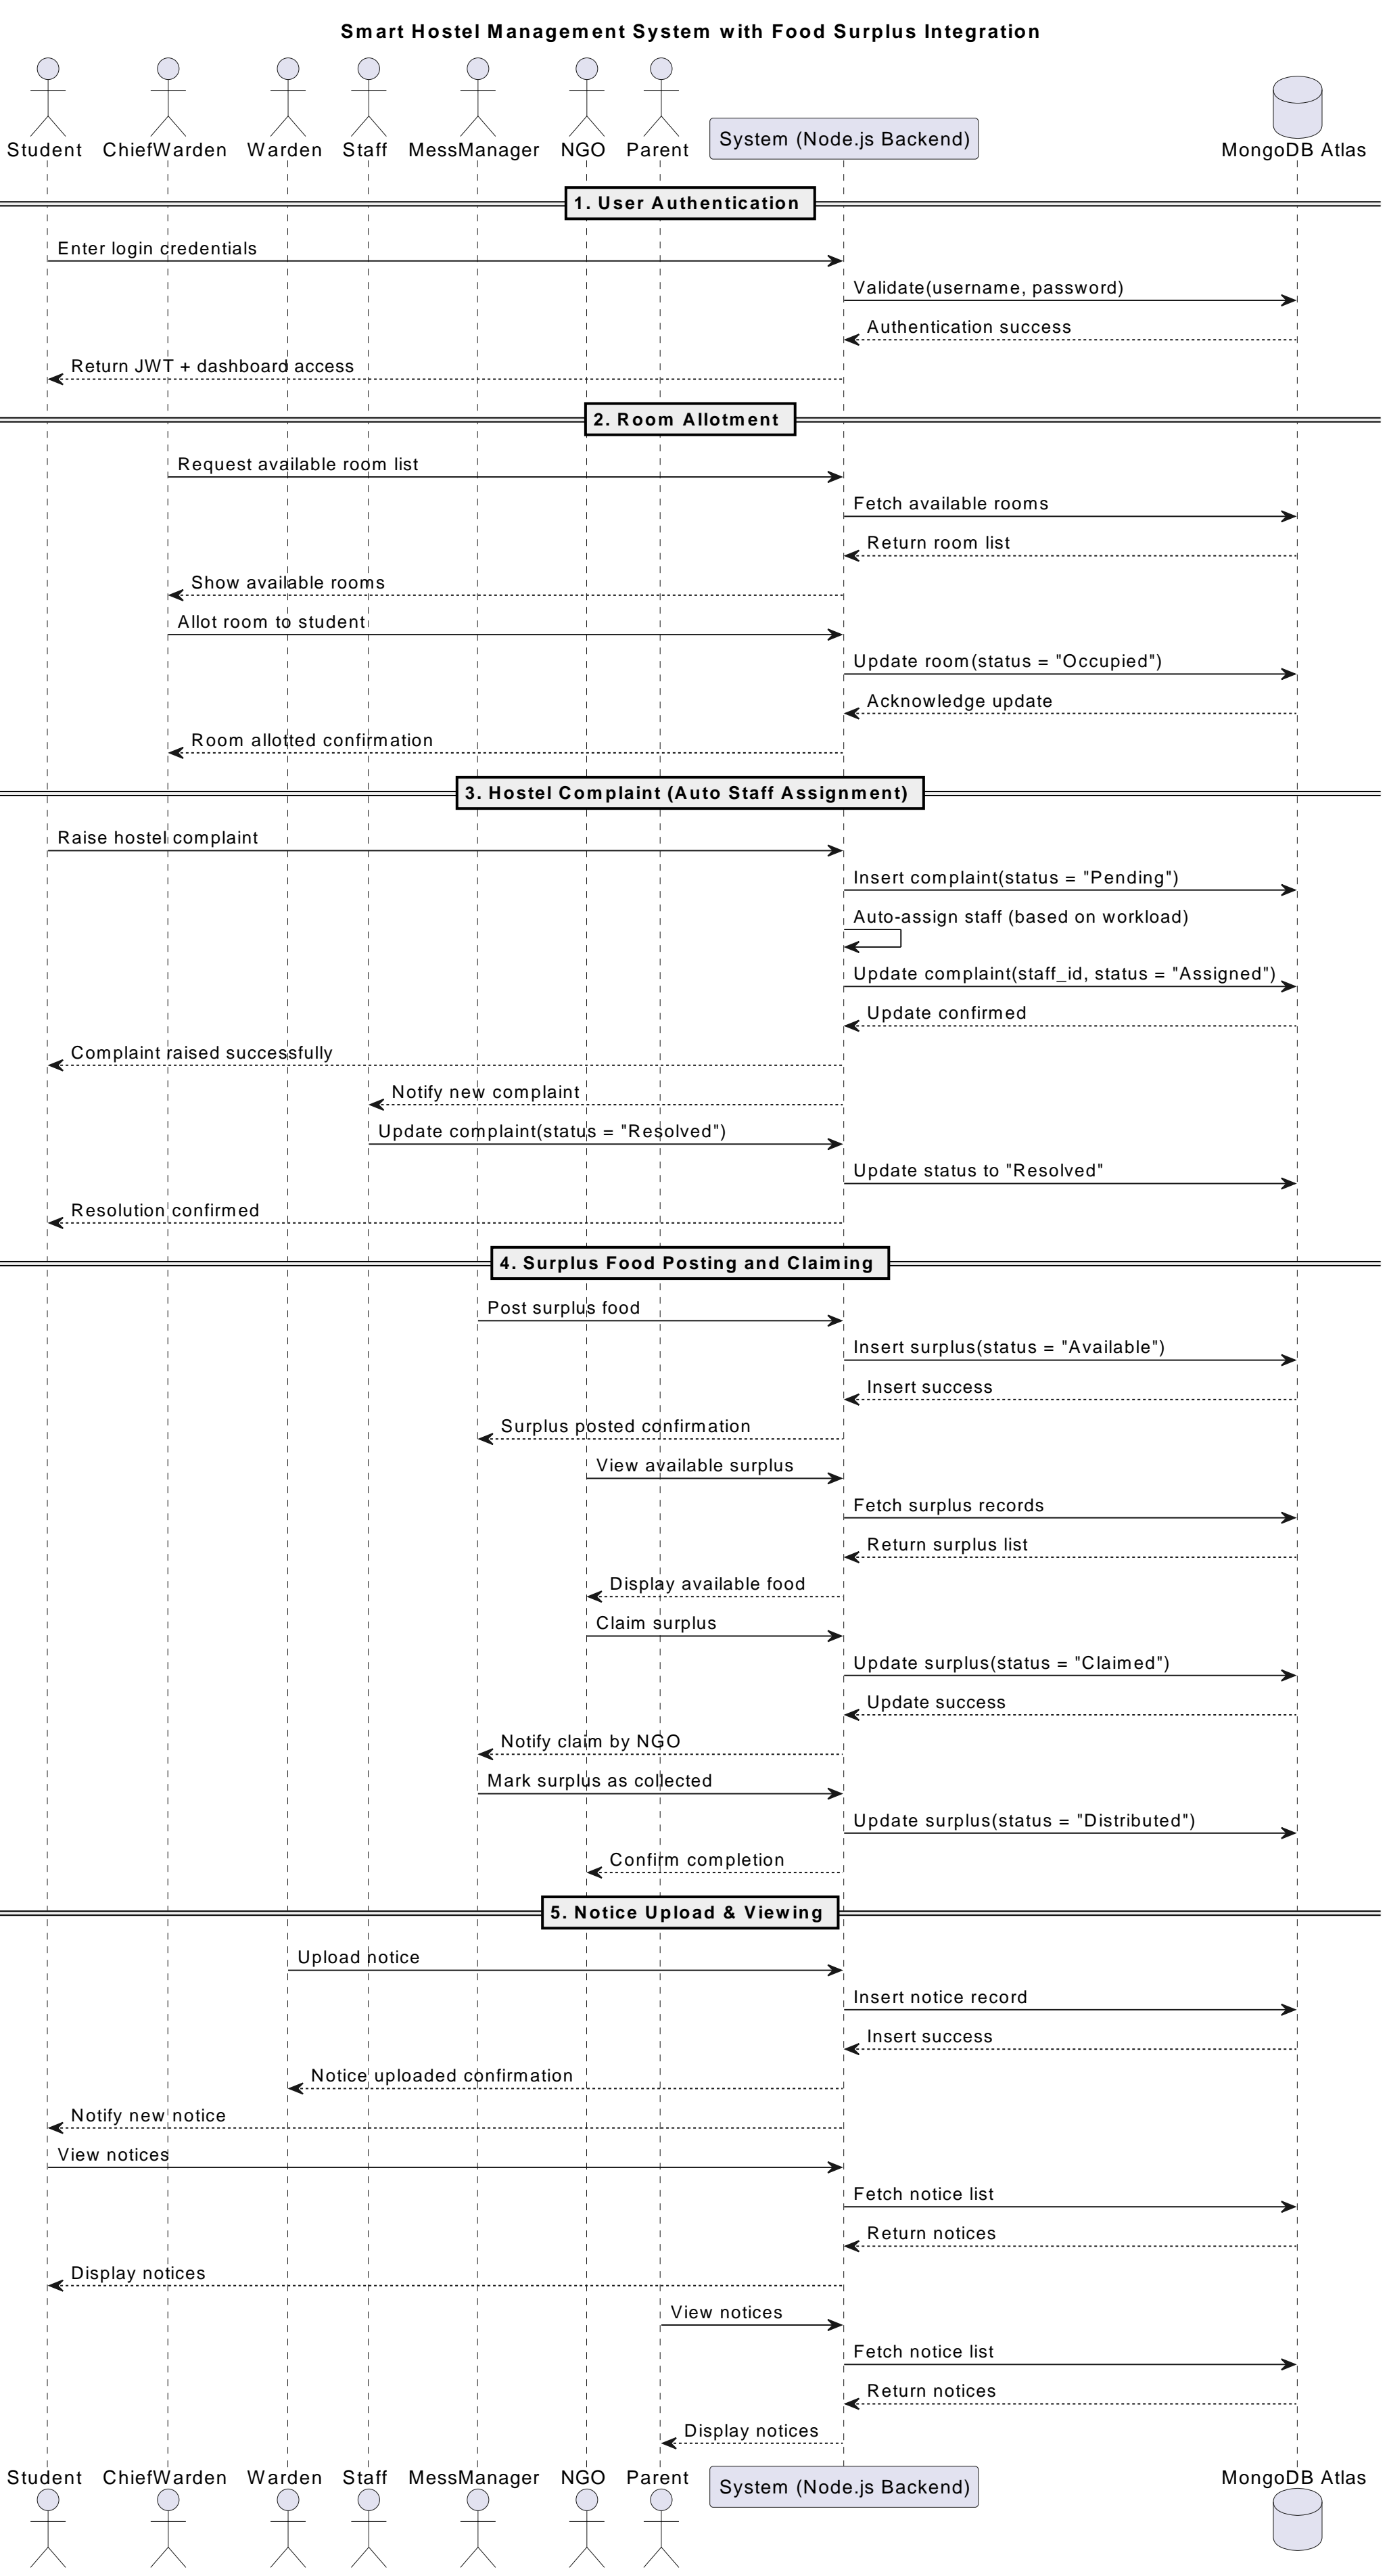 Smart Hostel Management System with Food Surplus Integration
Student
ChiefWarden
Warden
Staff
MessManager
NGO
Parent
System (Node.js Backend)
MongoDB Atlas
1. User Authentication
Enter login credentials
Validate(username, password)
Authentication success
Return JWT + dashboard access
2. Room Allotment
Request available room list
Fetch available rooms
Return room list
Show available rooms
Allot room to student
Update room(status = "Occupied")
Acknowledge update
Room allotted confirmation
3. Hostel Complaint (Auto Staff Assignment)
Raise hostel complaint
Insert complaint(status = "Pending")
Auto-assign staff (based on workload)
Update complaint(staff_id, status = "Assigned")
Update confirmed
Complaint raised successfully
Notify new complaint
Update complaint(status = "Resolved")
Update status to "Resolved"
Resolution confirmed
4. Surplus Food Posting and Claiming
Post surplus food
Insert surplus(status = "Available")
Insert success
Surplus posted confirmation
View available surplus
Fetch surplus records
Return surplus list
Display available food
Claim surplus
Update surplus(status = "Claimed")
Update success
Notify claim by NGO
Mark surplus as collected
Update surplus(status = "Distributed")
Confirm completion
5. Notice Upload & Viewing
Upload notice
Insert notice record
Insert success
Notice uploaded confirmation
Notify new notice
View notices
Fetch notice list
Return notices
Display notices
View notices
Fetch notice list
Return notices
Display notices
Student
ChiefWarden
Warden
Staff
MessManager
NGO
Parent
System (Node.js Backend)
MongoDB Atlas